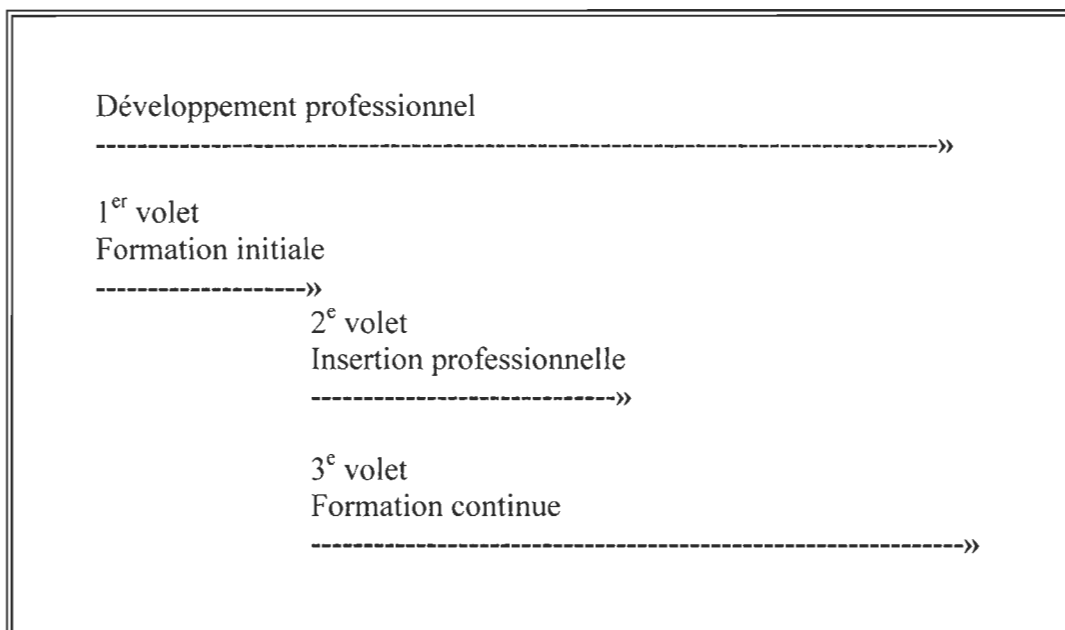 Développement professionnel
--------------------------------------------------------------------------------»
1er volet
Formation initiale
--------------------»
2e volet
Insertion professionnelle
-----------------------------»
3e volet
Formation continue
--------------------------------------------------------------»